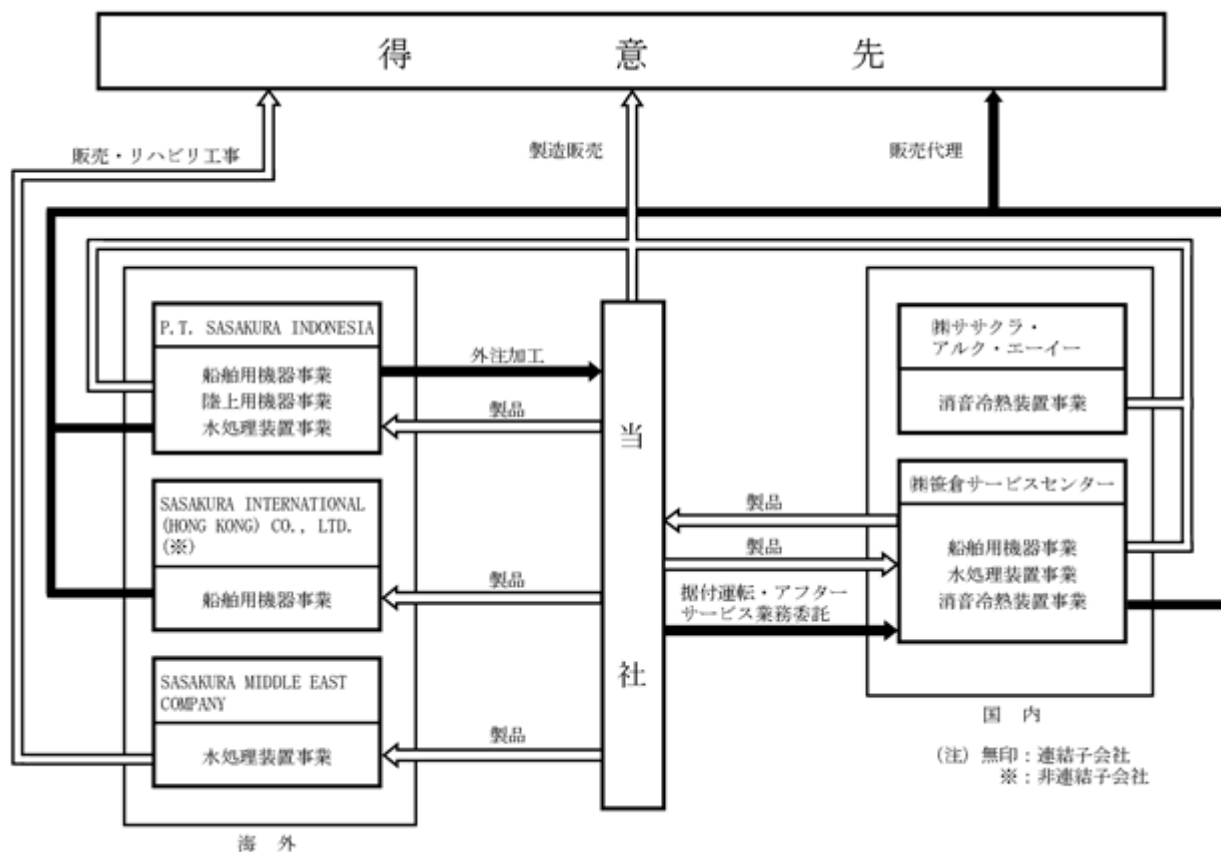 得意先
販売・リハビリ工事
製造販売
販売代理
P.T. SASAKURA INDONESIA
船舶用機器事業
陸上用機器事業
水処理装置事業
外注加工
製品
SASAKURA INTERNATIONAL
(HONG KONG) CO., LTD.
(※)
船舶用機器事業
製品
SASAKURA MIDDLE EAST
COMPANY
水処理装置事業
製品
海外
当社
㈱ササクラ・
アルク・エーイー
消音冷熱装置事業
㈱笹倉サービスセンター
船舶用機器事業
水処理装置事業
消音冷熱装置事業
製品
製品
据付運転・アフター
サービス業務委託
国内
(注) 無印：連結子会社
※：非連結子会社